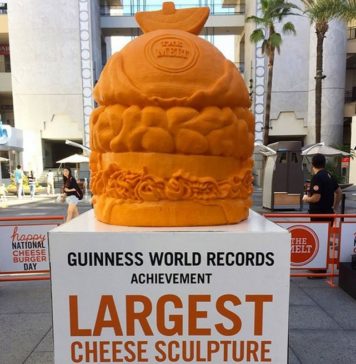 THE
MELT
GUINNESS WORLD RECORDS
ACHIEVEMENT
LARGEST
CHEESE SCULPTURE
happy
NATIONAL
CHEESE
BURGER
DAY
THE
MELT